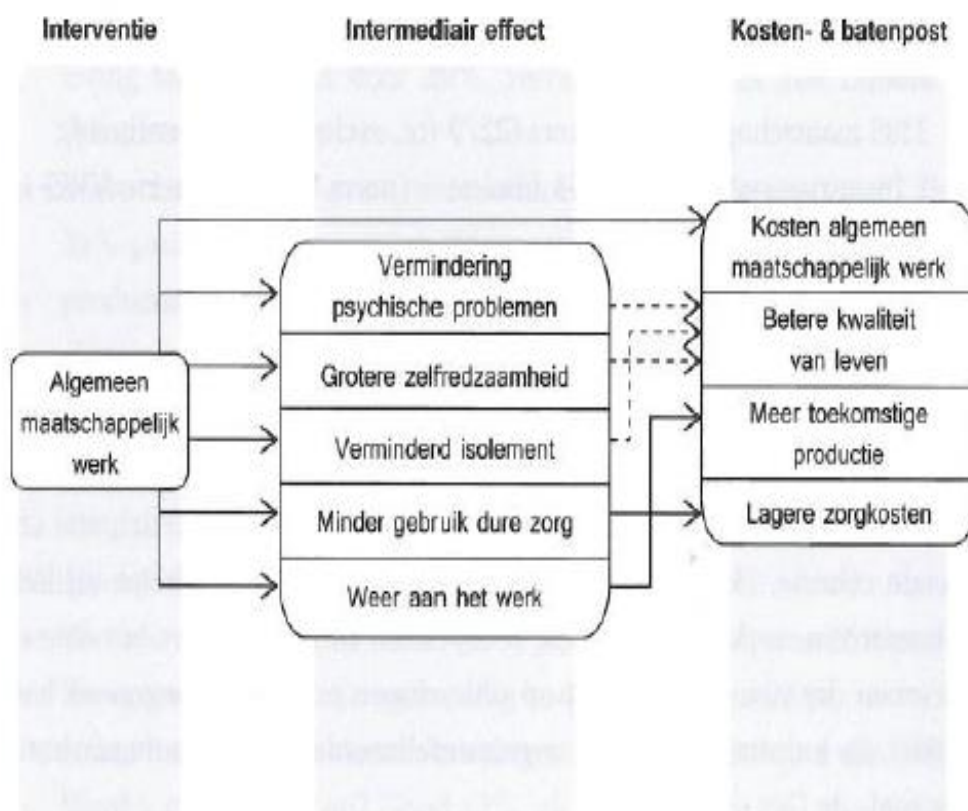 Interventie
Intermediair effect
Kosten- & batenpost
Algemeen
maatschappelijk
werk
Vermindering
psychische problemen
Grotere zelfredzaamheid
Verminderd isolement
Minder gebruik dure zorg
Weer aan het werk
Kosten algemeen
maatschappelijk werk
Betere kwaliteit
van leven
Meer toekomstige
productie
Lagere zorgkosten